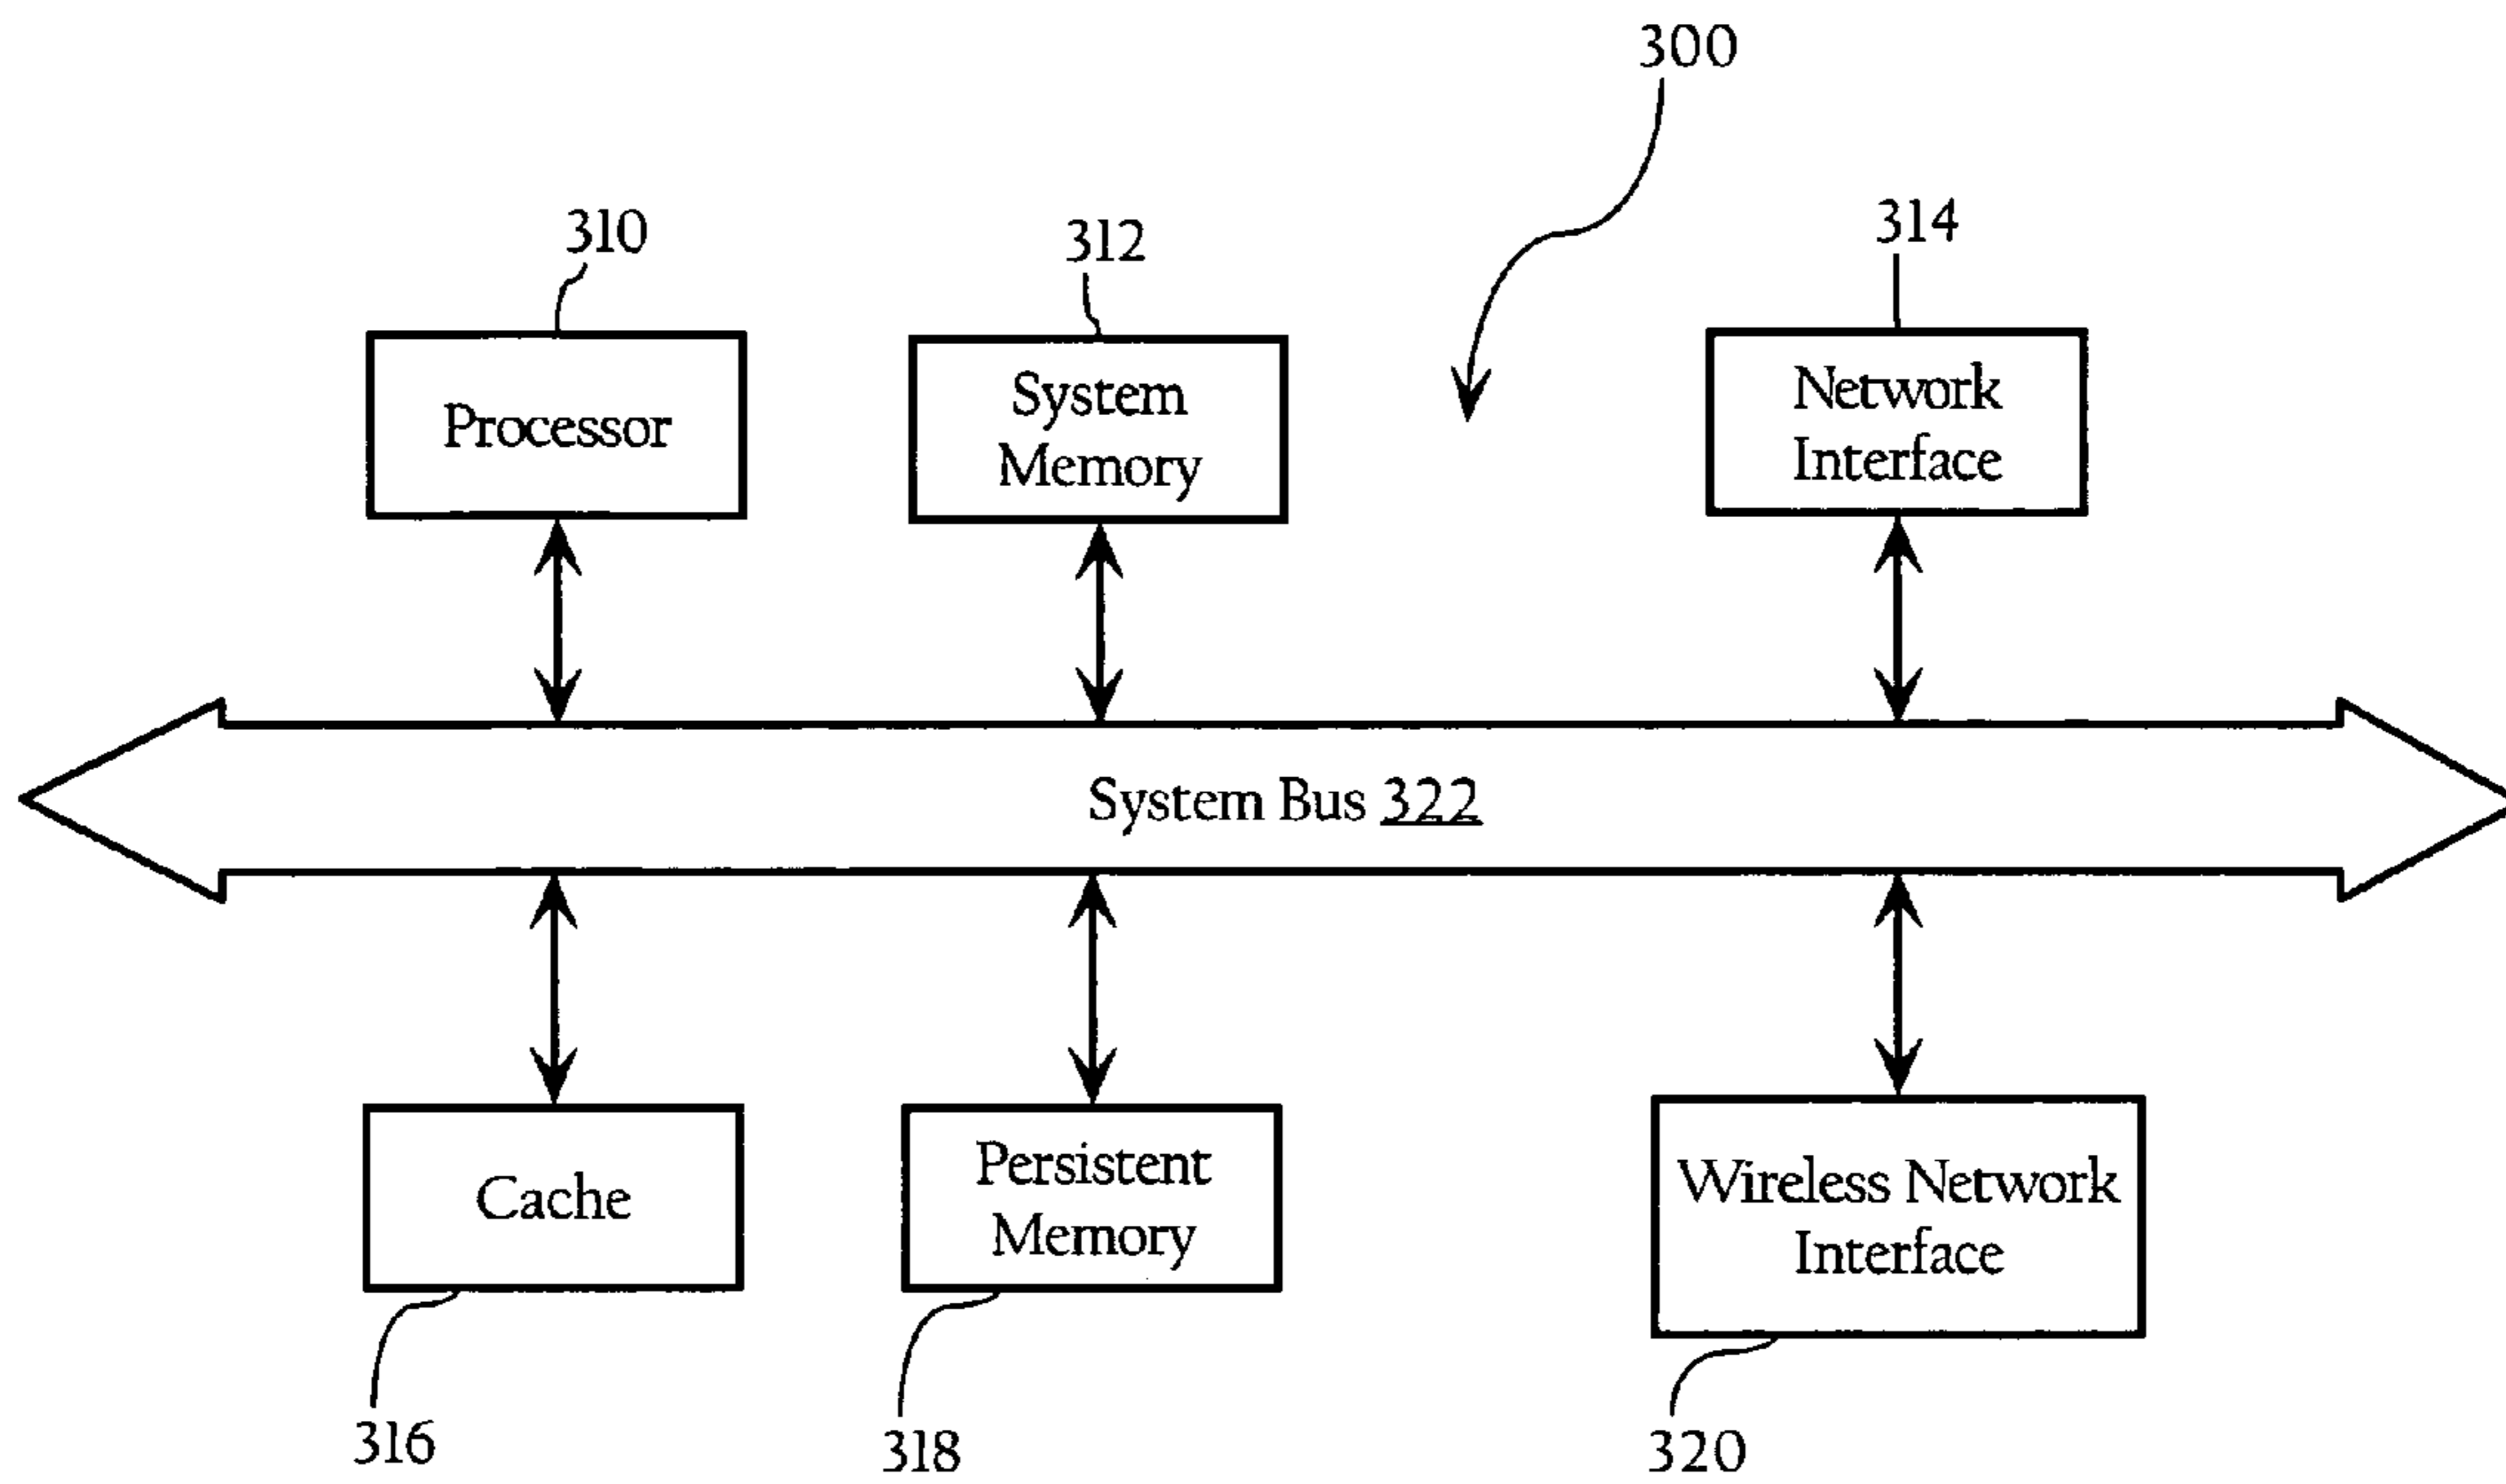 300
310
312
314
Processor
System
Memory
Network
Interface
System Bus 322
Cache
Persistent
Memory
Wireless Network
Interface
316
318
320